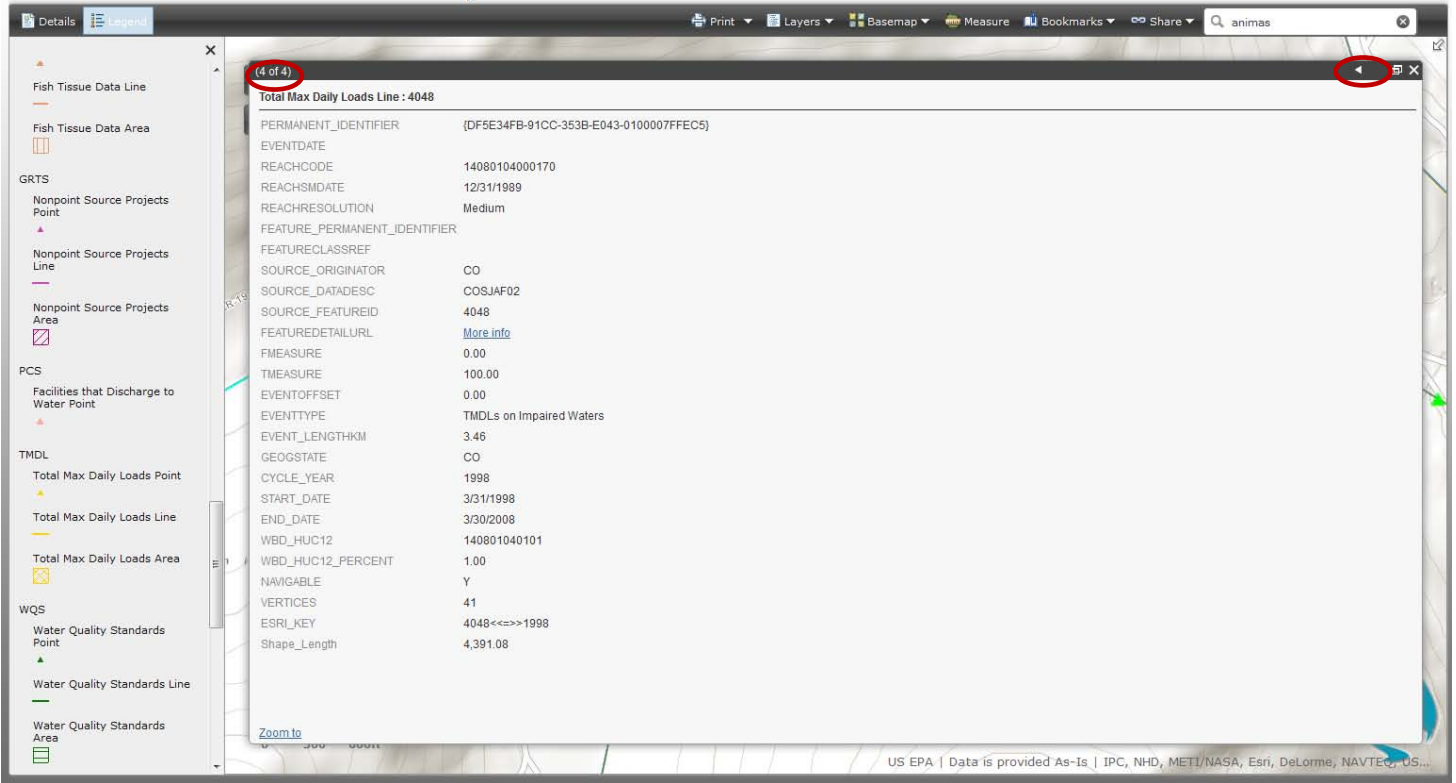 Details Legend Print Layers Basemap Measure Bookmarks Share animas
Fish Tissue Data Line
Fish Tissue Data Area
GRTS
Nonpoint Source Projects
Point
Nonpoint Source Projects
Line
Nonpoint Source Projects
Area
PCS
Facilities that Discharge to
Water Point
TMDL
Total Max Daily Loads Point
Total Max Daily Loads Line
Total Max Daily Loads Area
WQS
Water Quality Standards
Point
Water Quality Standards Line
Water Quality Standards
Area
(4 of 4)
Total Max Daily Loads Line : 4048
PERMANENT_IDENTIFIER {DF5E34FB-91CC-353B-E043-0100007FFEC5}
EVENTDATE
REACHCODE 14080104000170
REACHSMDATE 12/31/1989
REACHRESOLUTION Medium
FEATURE_PERMANENT_IDENTIFIER
FEATURECLASSREF
SOURCE_ORIGINATOR CO
SOURCE_DATADESC COSJAF02
SOURCE_FEATUREID 4048
FEATUREDETAILURL More info
FMEASURE 0.00
TMEASURE 100.00
EVENTOFFSET 0.00
EVENTTYPE TMDLs on Impaired Waters
EVENT_LENGTHKM 3.46
GEOGSTATE CO
CYCLE_YEAR 1998
START_DATE 3/31/1998
END_DATE 3/30/2008
WBD_HUC12 140801040101
WBD_HUC12_PERCENT 1.00
NAVIGABLE Y
VERTICES 41
ESRI_KEY 4048<<=>>1998
Shape_Length 4,391.08
Zoom to
0 300 600ft
US EPA | Data is provided As-Is | IPC, NHD, METI/NASA, Esri, DeLorme, NAVTEQ, US...